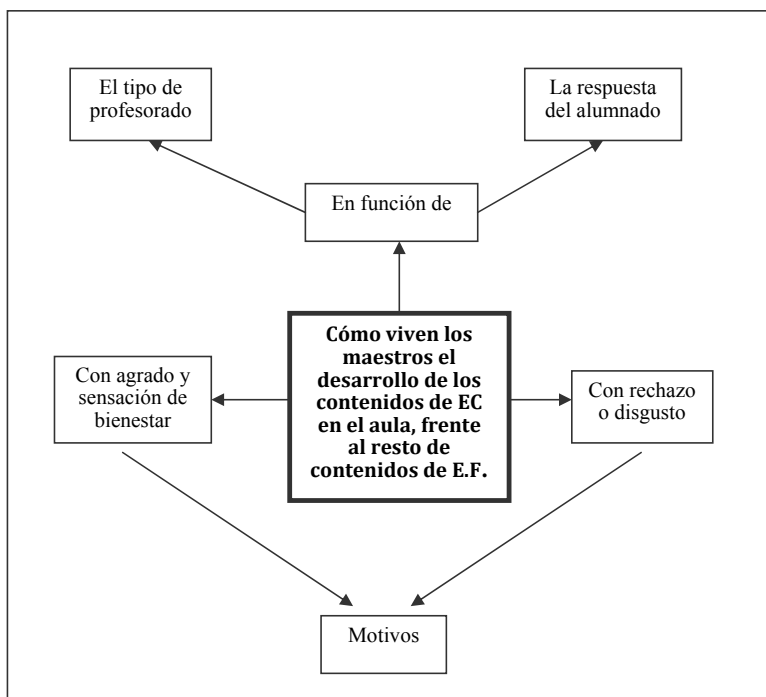 El tipo de
profesorado
La respuesta
del alumnado
En función de
Cómo viven los
maestros el
desarrollo de los
contenidos de EC
en el aula, frente
al resto de
contenidos de E.F.
Con agrado y
sensación de
bienestar
Con rechazo
o disgusto
Motivos